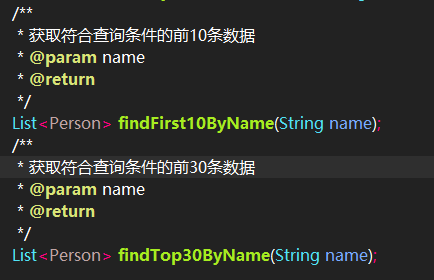 /**
* 获取符合查询条件的前10条数据
* @param name
* @return
*/
List<Person> findFirst10ByName(String name);
/**
* 获取符合查询条件的前30条数据
* @param name
* @return
*/
List<Person> findTop30ByName(String name);